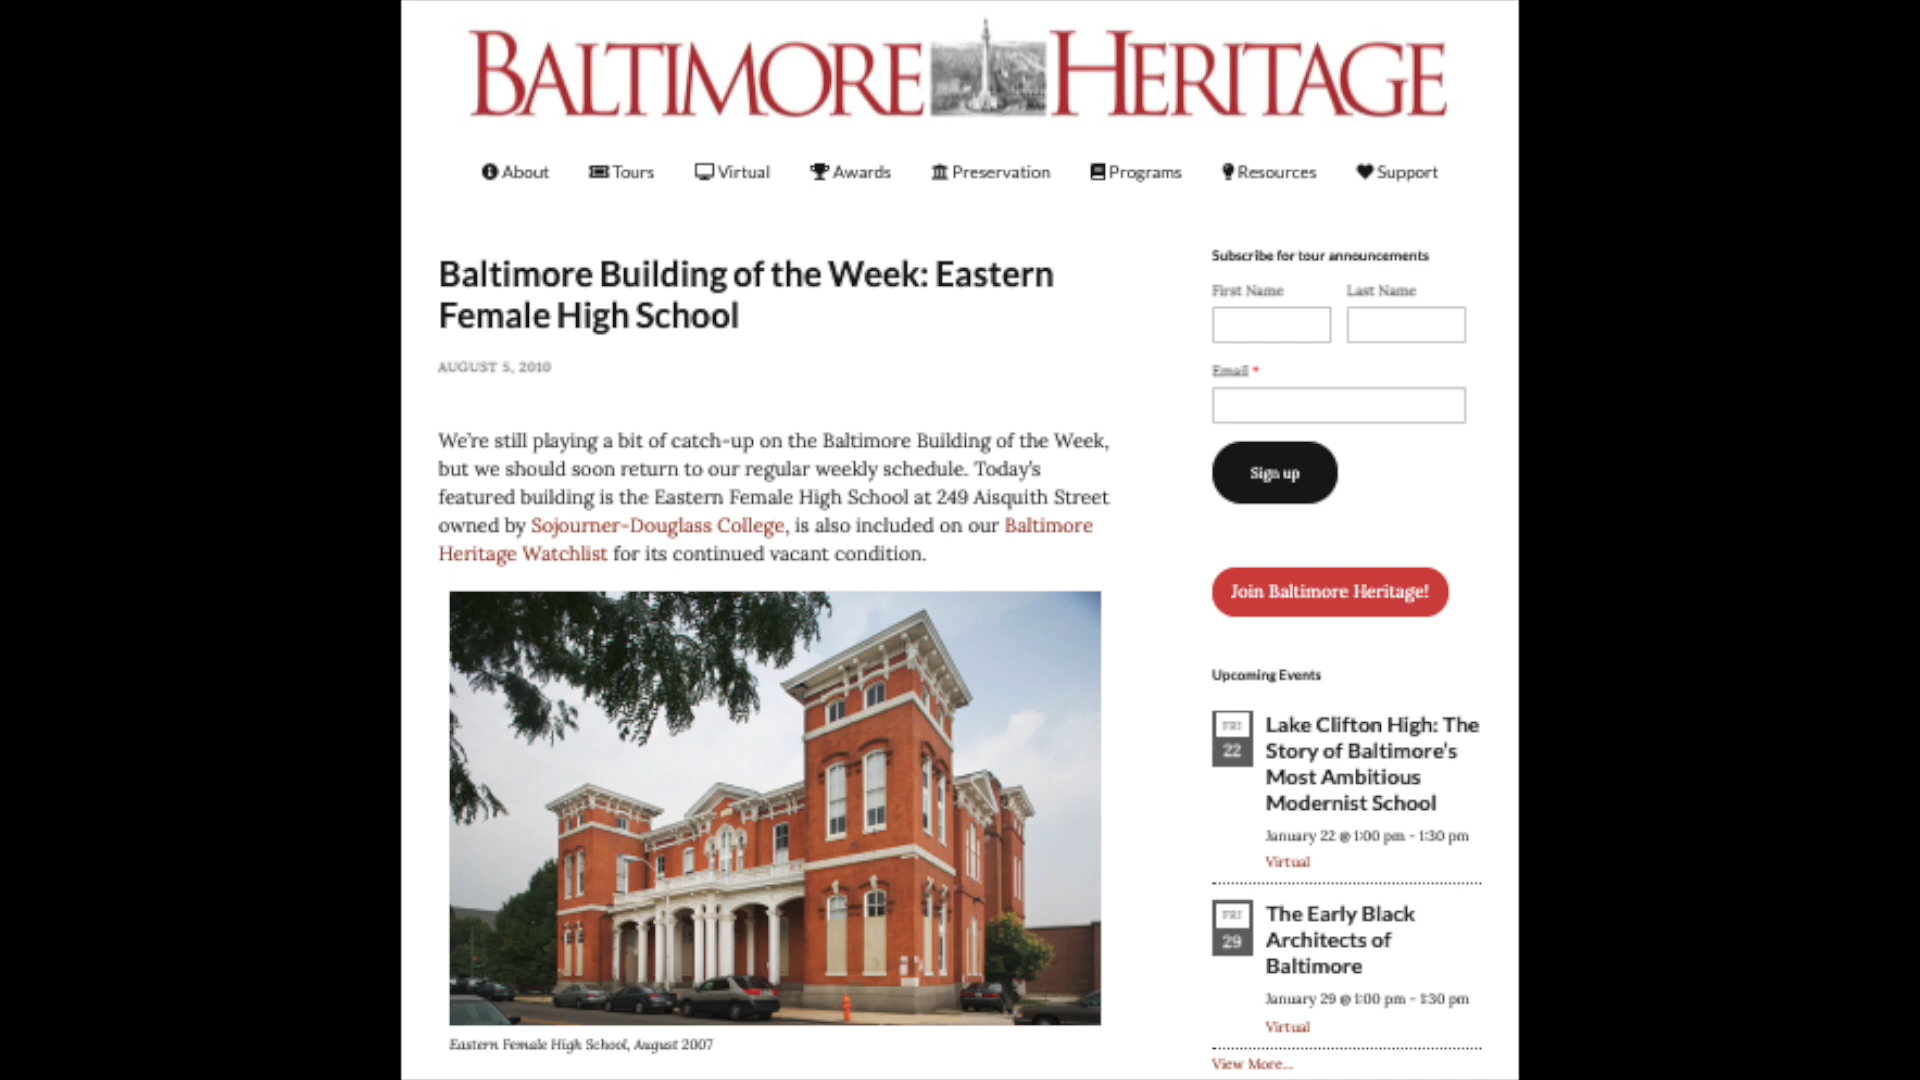 BALTIMORE HERITAGE
About Tours Virtual Awards Preservation Programs Resources Support
Baltimore Building of the Week: Eastern
Female High School
AUGUST 5, 2010
We're still playing a bit of catch-up on the Baltimore Building of the Week,
but we should soon return to our regular weekly schedule. Today's
featured building is the Eastern Female High School at 249 Aisquith Street
owned by Sojourner-Douglass College, is also included on our Baltimore
Heritage Watchlist for its continued vacant condition.
Eastern Female High School, August 2007
Subscribe for tour announcements
First Name Last Name
Email *
Sign up
Join Baltimore Heritage!
Upcoming Events
FRI
22
Lake Clifton High: The
Story of Baltimore's
Most Ambitious
Modernist School
January 22 @ 1:00 pm - 1:30 pm
Virtual
FRI
29
The Early Black
Architects of
Baltimore
January 29 @ 1:00 pm - 1:30 pm
Virtual
View More...